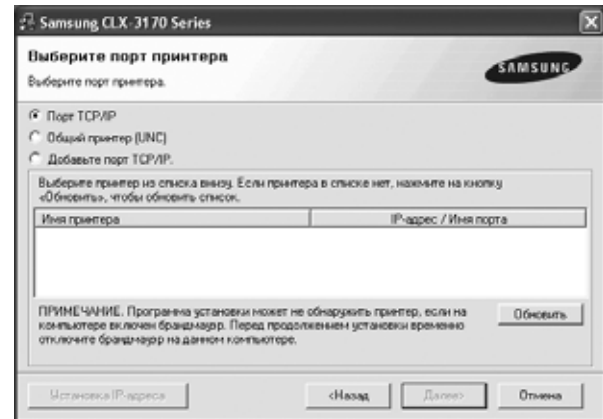 Samsung CLX-3170 Series
Выберите порт принтера
Выберите порт принтера.
SAMSUNG
Порт TCP/IP
Общий принтер (UNC)
Добавьте порт TCP/IP.
Выберите принтер из списка внизу. Если принтера в списке нет, нажмите на кнопку
«Обновить», чтобы обновить список.
Имя принтера IP-адрес / Имя порта
ПРИМЕЧАНИЕ. Программа установки может не обнаружить принтер, если на
компьютере включен брандмауэр. Перед продолжением установки временно
отключите брандмауэр на данном компьютере.
Обновить
Установка IP-адреса <Назад Далее> Отмена